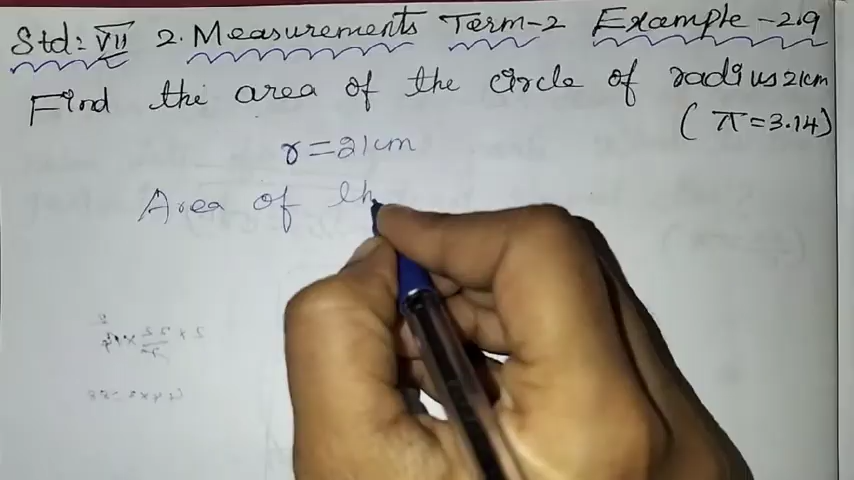 Std: VII 2. Measurements Term-2 Example-2.9
Find the area of the circle of radius 21cm
(π=3.14)
r=21cm
Area of th